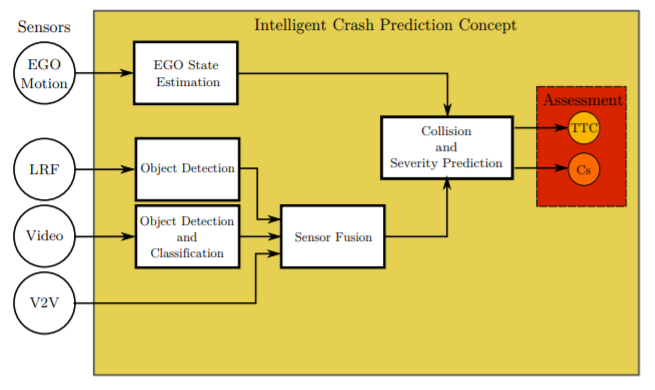 Sensors
Intelligent Crash Prediction Concept
EGO
Motion
EGO State
Estimation
Assessment
Collision
and
Severity Prediction
TTC
Cs
LRF
Object Detection
Video
Object Detection
and
Classification
Sensor Fusion
V2V